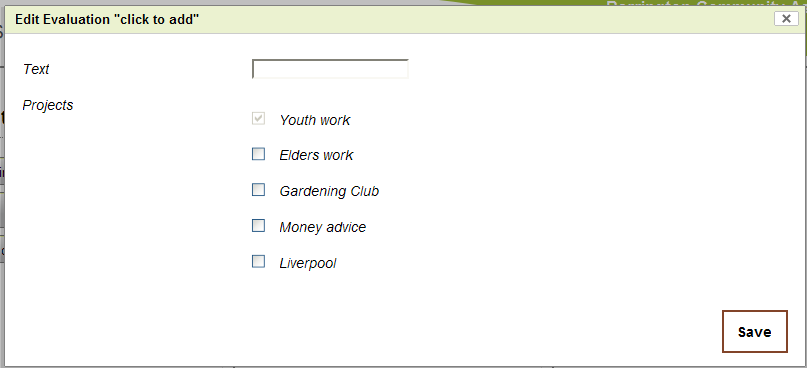 Edit Evaluation "click to add"
Text
Projects
Youth work
Elders work
Gardening Club
Money advice
Liverpool
Save